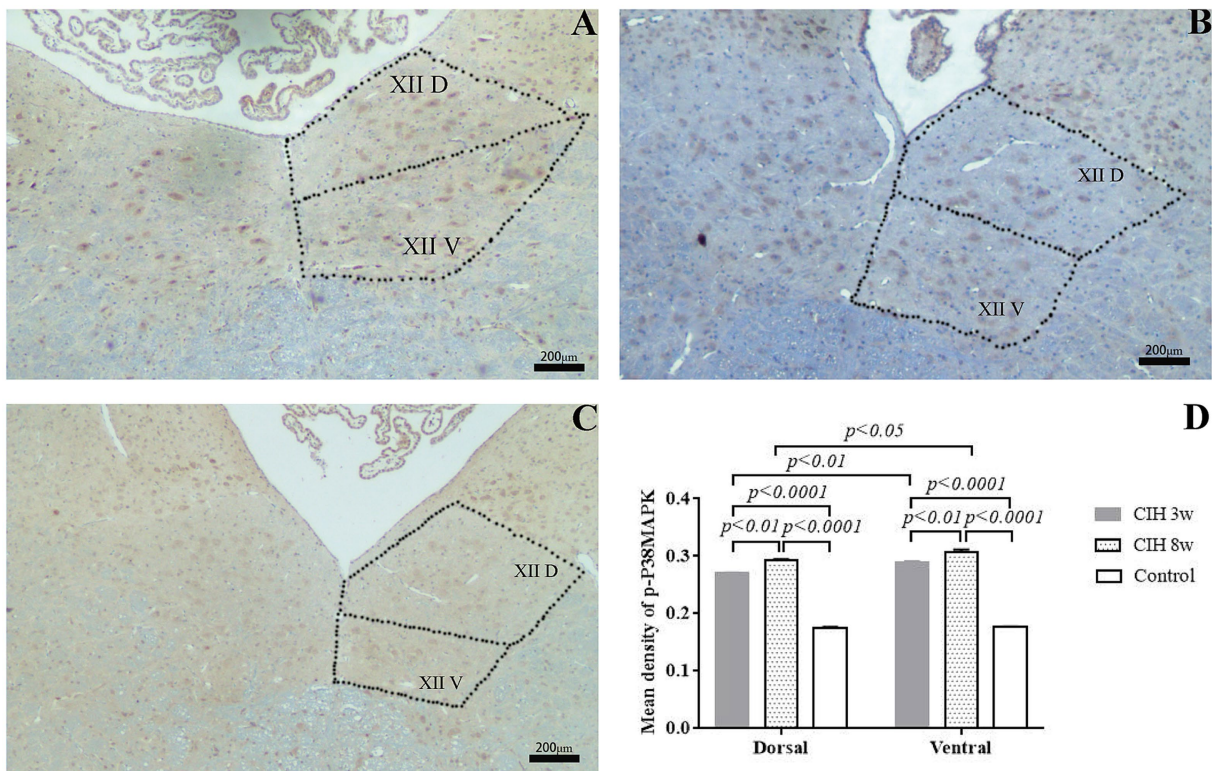 A
XII D
XII V
200μm
B
XII D
XII V
200μm
C
XII D
XII V
200μm
D
p<0.05
p<0.01
p<0.0001
p<0.0001
p<0.01
p<0.0001
p<0.01
p<0.0001
Mean density of p-P38MAPK
0.4
0.3
0.2
0.1
0.0
Dorsal
Ventral
CIH 3w
CIH 8w
Control